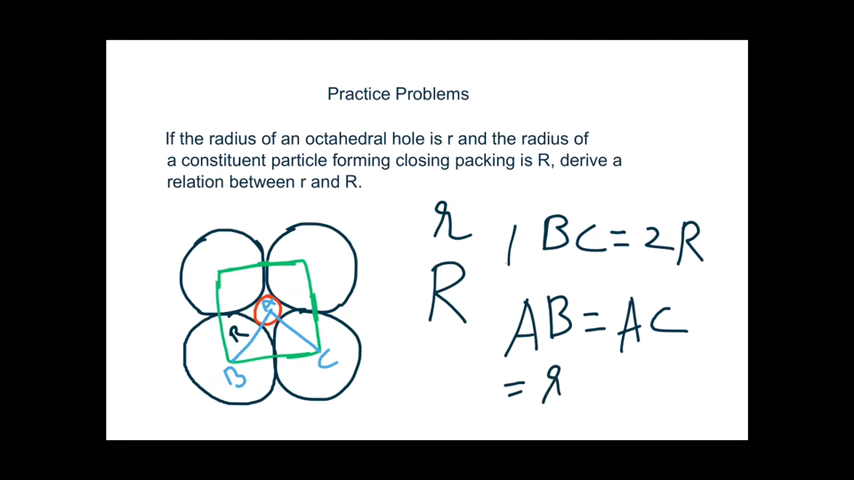 Practice Problems
If the radius of an octahedral hole is r and the radius of
a constituent particle forming closing packing is R, derive a
relation between r and R.
r
R
BC = 2R
AB = AC
= r
A
R
B
C